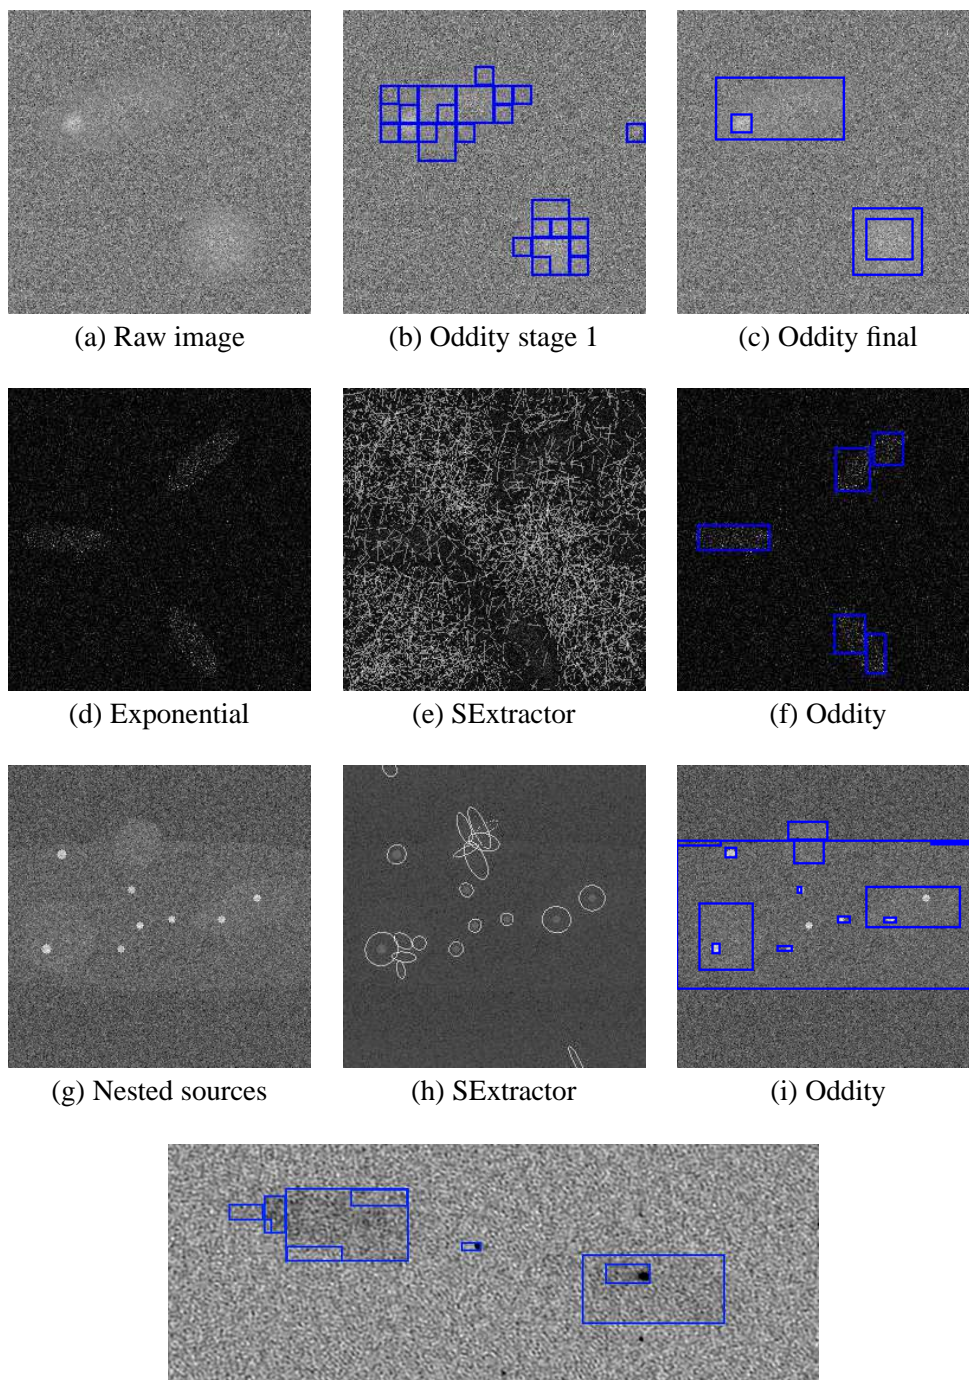 (a) Raw image (b) Oddity stage 1 (c) Oddity final
(d) Exponential (e) SExtractor (f) Oddity
(g) Nested sources (h) SExtractor (i) Oddity